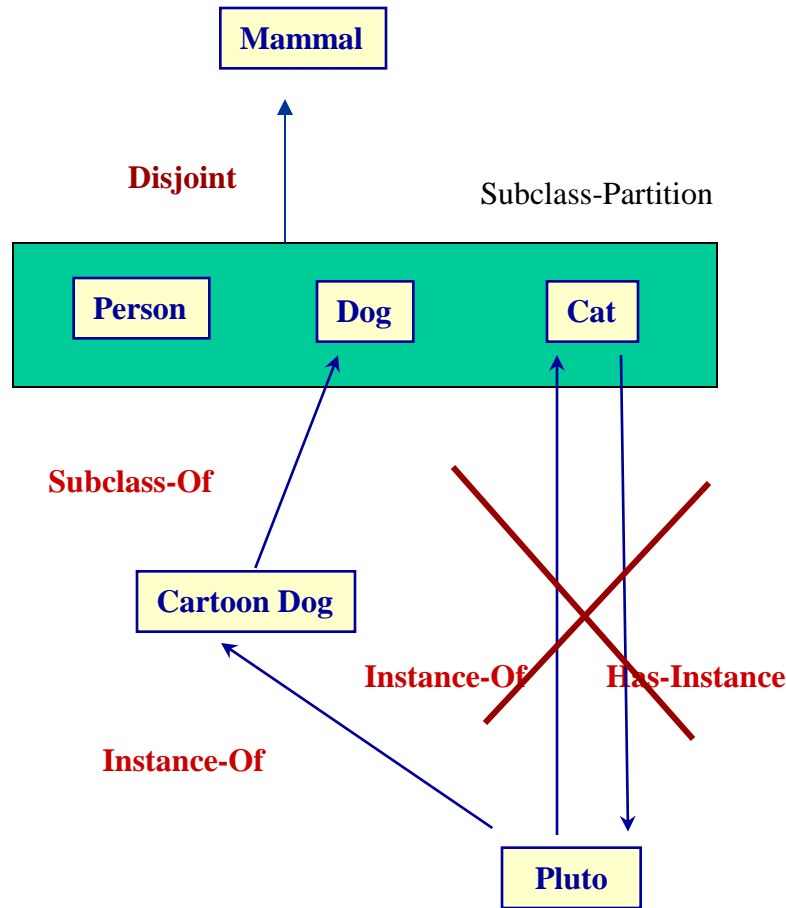 Mammal
Disjoint
Subclass-Partition
Person
Dog
Cat
Subclass-Of
Cartoon Dog
Instance-Of
Has-Instance
Instance-Of
Pluto